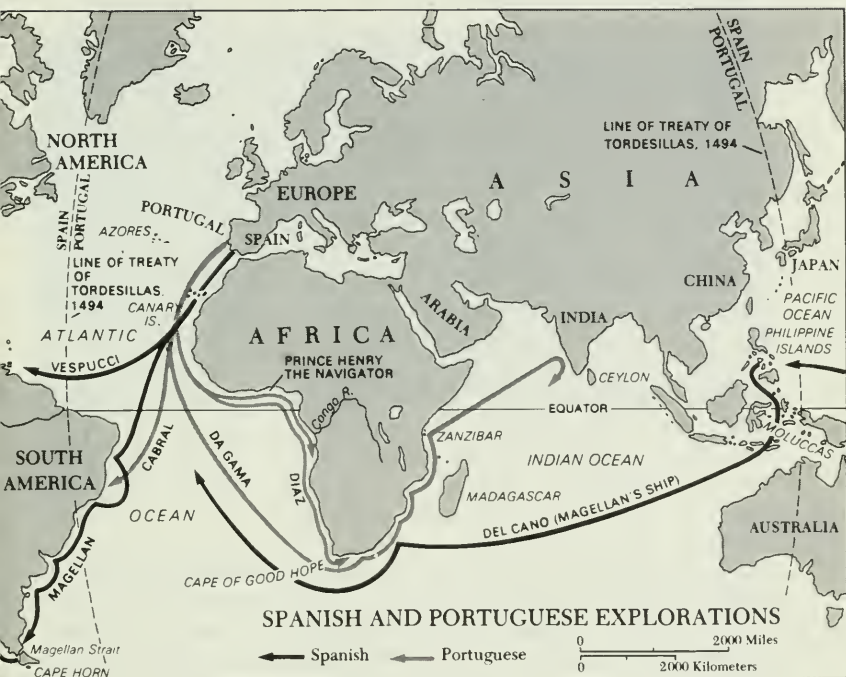 SPAIN
PORTUGAL
LINE OF TREATY OF
TORDESILLAS, 1494
NORTH
AMERICA
EUROPE
A S I A
PORTUGAL
SPAIN
AZORES
SPAIN
PORTUGAL
LINE OF TREATY
OF
TORDESILLAS,
1494
CANARY
IS.
ARABIA
CHINA
JAPAN
PACIFIC
OCEAN
PHILIPPINE
ISLANDS
INDIA
ATLANTIC
AFRICA
PRINCE HENRY
THE NAVIGATOR
VESPUCCI
CEYLON
Congo R.
EQUATOR
ZANZIBAR
MOLUCCAS
SOUTH
AMERICA
CABRAL
DA GAMA
DIAZ
INDIAN OCEAN
MADAGASCAR
OCEAN
DEL CANO (MAGELLAN'S SHIP)
AUSTRALIA
MAGELLAN
CAPE OF GOOD HOPE
SPANISH AND PORTUGUESE EXPLORATIONS
Magellan Strait
CAPE HORN
Spanish
Portuguese
0 2000 Miles
0 2000 Kilometers